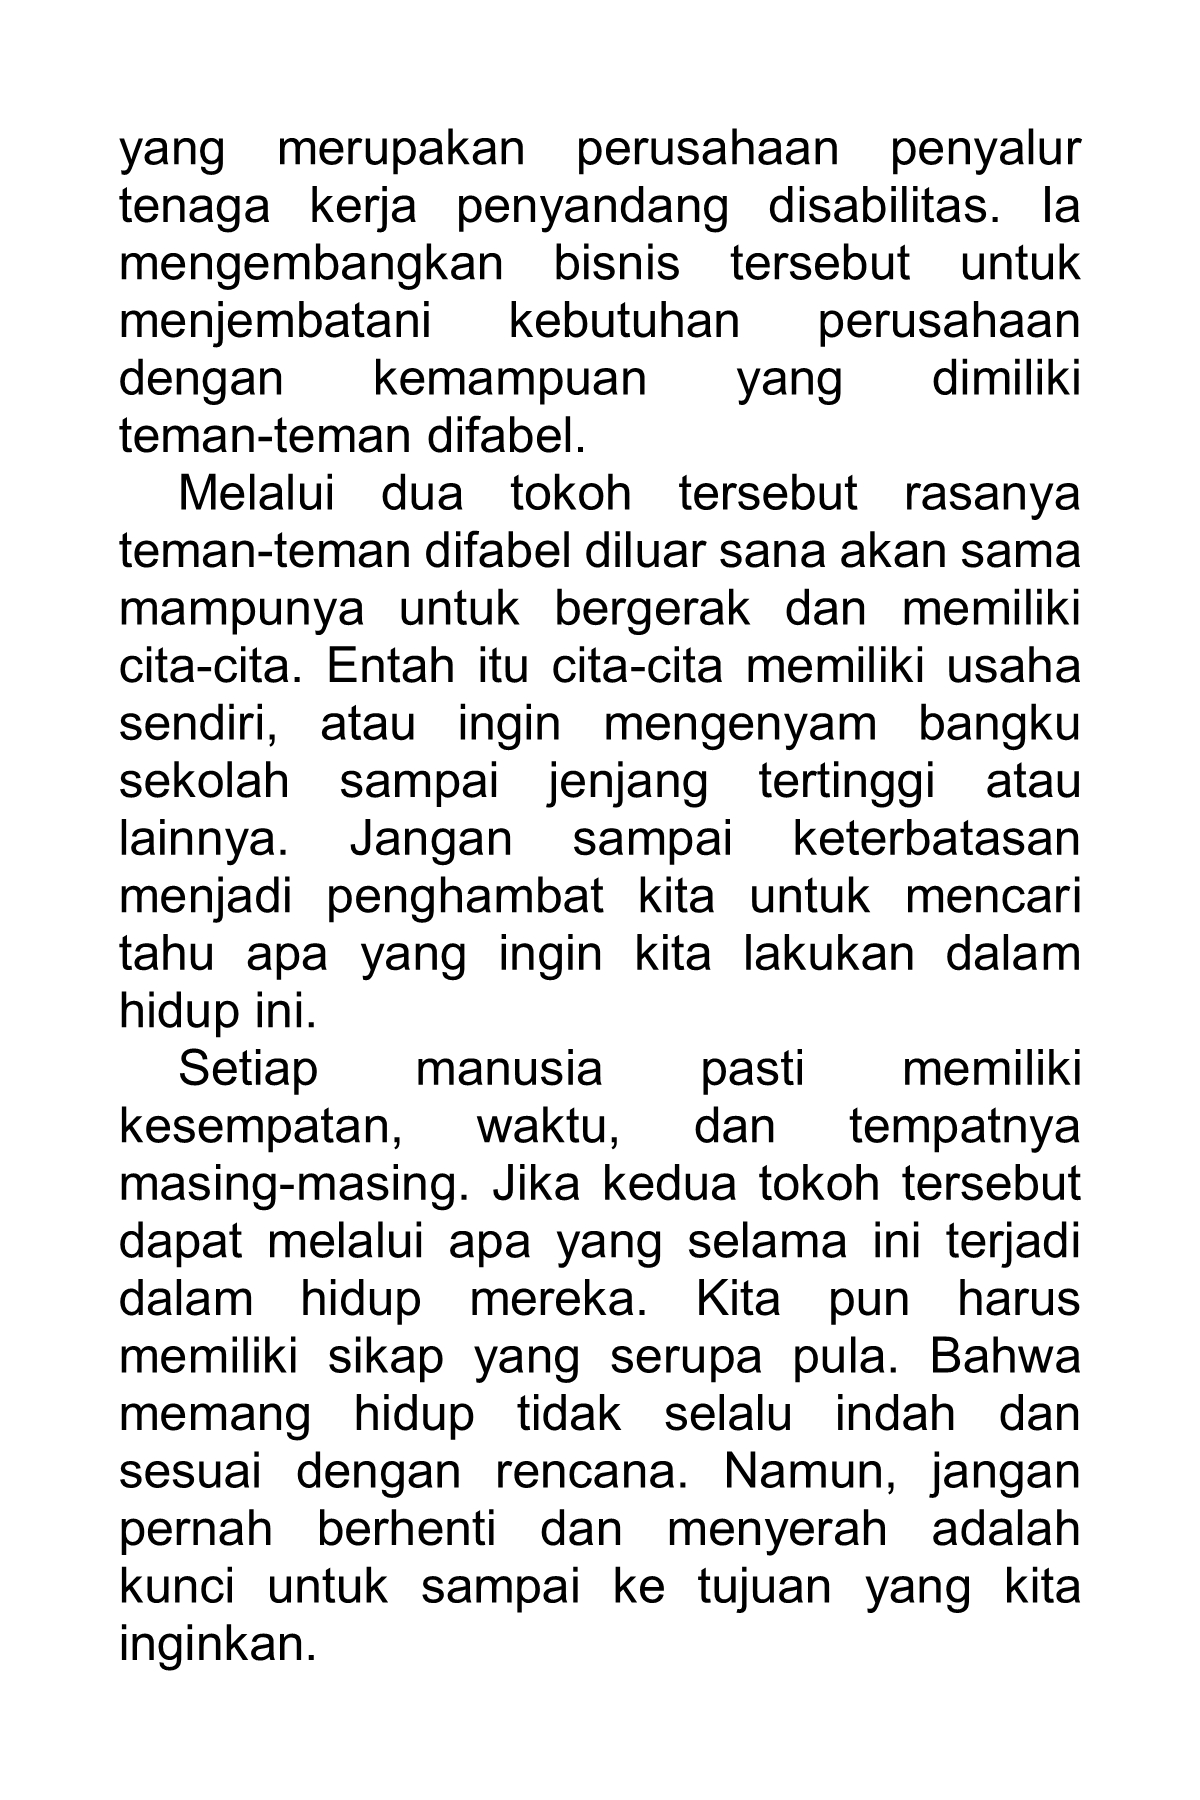 yang merupakan perusahaan penyalur
tenaga kerja penyandang disabilitas. Ia
mengembangkan bisnis tersebut untuk
menjembatani kebutuhan perusahaan
dengan kemampuan yang dimiliki
teman-teman difabel.
Melalui dua tokoh tersebut rasanya
teman-teman difabel diluar sana akan sama
mampunya untuk bergerak dan memiliki
cita-cita. Entah itu cita-cita memiliki usaha
sendiri, atau ingin mengenyam bangku
sekolah sampai jenjang tertinggi atau
lainnya. Jangan sampai keterbatasan
menjadi penghambat kita untuk mencari
tahu apa yang ingin kita lakukan dalam
hidup ini.
Setiap manusia pasti memiliki
kesempatan, waktu, dan tempatnya
masing-masing. Jika kedua tokoh tersebut
dapat melalui apa yang selama ini terjadi
dalam hidup mereka. Kita pun harus
memiliki sikap yang serupa pula. Bahwa
memang hidup tidak selalu indah dan
sesuai dengan rencana. Namun, jangan
pernah berhenti dan menyerah adalah
kunci untuk sampai ke tujuan yang kita
inginkan.